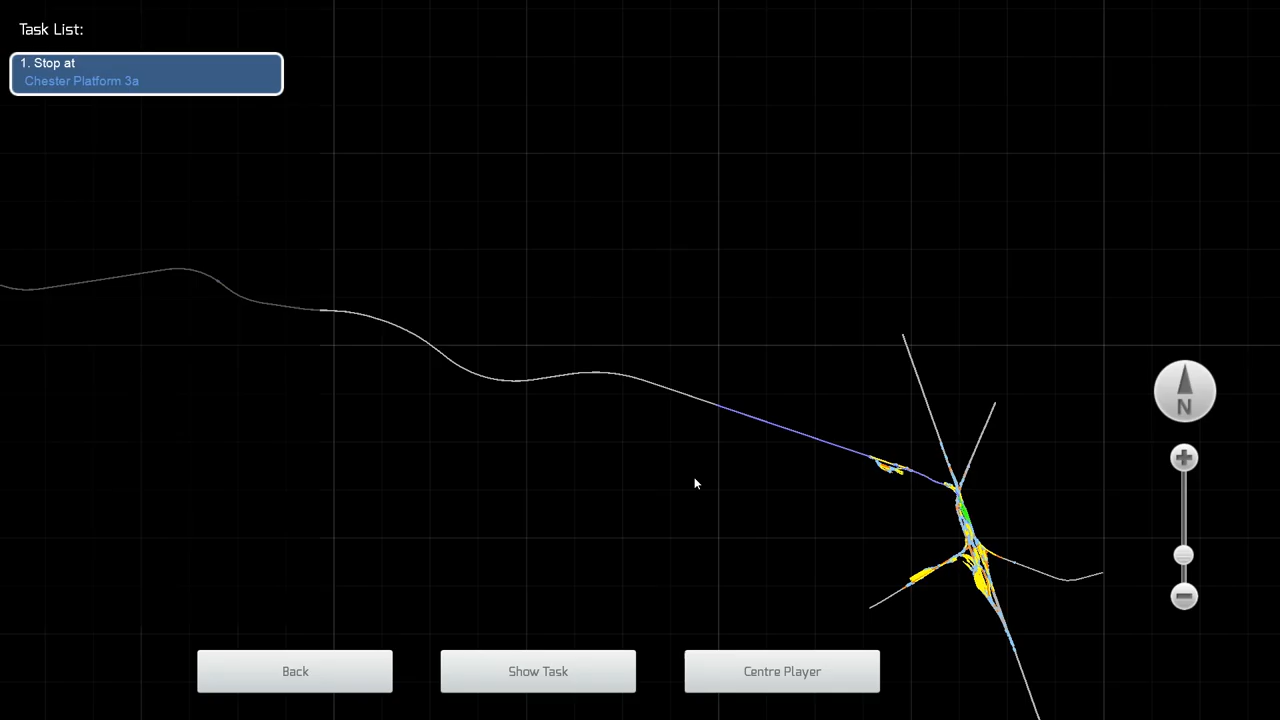 Task List:
1. Stop at
Chester Platform 3a
N
Back
Show Task
Centre Player